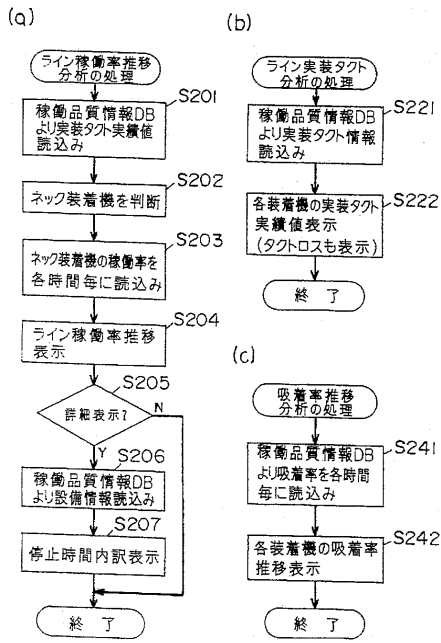 (a)
ライン稼働率推移
分析の処理
S201
稼働品質情報DB
より実装タクト実績値
読込み
S202
ネック装着機を判断
S203
ネック装着機の稼働率を
各時間毎に読込み
S204
ライン稼働率推移
表示
S205
詳細表示?
N
Y
S206
稼働品質情報DB
より設備情報読込み
S207
停止時間内訳表示
終 了
(b)
ライン実装タクト
分析の処理
S221
稼働品質情報DB
より実装タクト情報
読込み
S222
各装着機の実装タクト
実績値表示
(タクトロスも表示)
終 了
(c)
吸着率推移
分析の処理
S241
稼働品質情報DB
より吸着率を各時間
毎に読込み
S242
各装着機の吸着率
推移表示
終 了